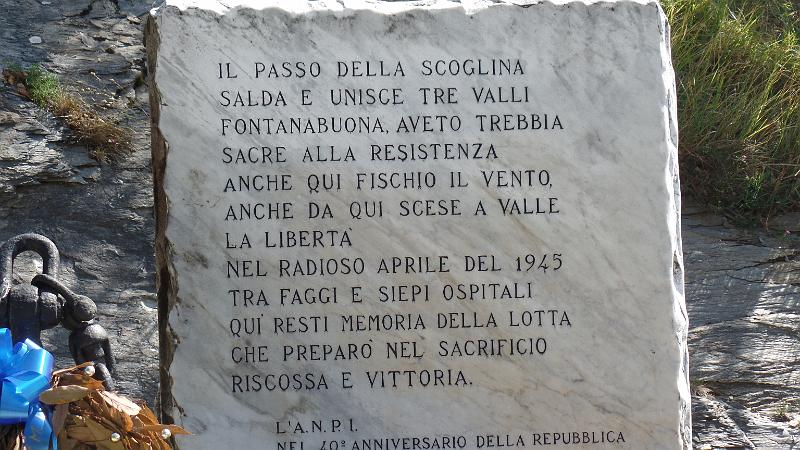 IL PASSO DELLA SCOGLINA
SALDA E UNISCE TRE VALLI
FONTANABUONA, AVETO TREBBIA
SACRE ALLA RESISTENZA
ANCHE QUI FISCHIO IL VENTO,
ANCHE DA QUI SCESE A VALLE
LA LIBERTA'
NEL RADIOSO APRILE DEL 1945
TRA FAGGI E SIEPI OSPITALI
QUI RESTI MEMORIA DELLA LOTTA
CHE PREPARO' NEL SACRIFICIO
RISCOSSA E VITTORIA.
L'A.N.P.I.
NEL 40º ANNIVERSARIO DELLA REPUBBLICA